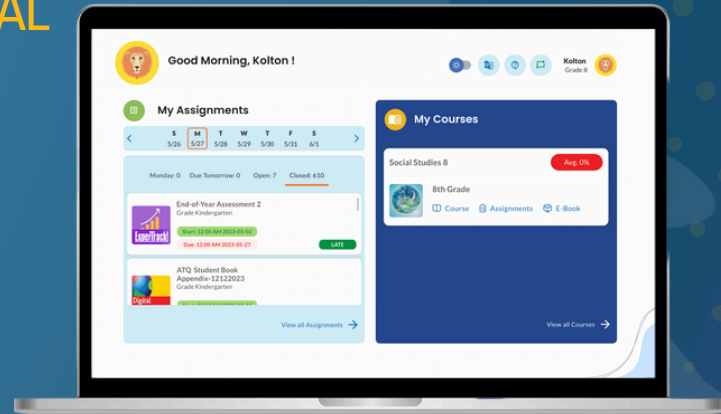 AL
Good Morning, Kolton !
Kolton
Grade 8
My Assignments
S M T W T F S
5/26 5/27 5/28 5/29 5/30 5/31 6/1
Monday: 0 Due Tomorrow: 0 Open: 7 Closed: 610
End-of-Year Assessment 2
Grade Kindergarten
Start: 12:00 AM 2023-05-02
Due: 12:00 AM 2023-05-27
LATE
ExperTrack!
ATQ Student Book
Appendix-12122023
Grade Kindergarten
Digital
View all Assignments
My Courses
Social Studies 8
Avg. 0%
8th Grade
Course Assignments E-Book
View all Courses